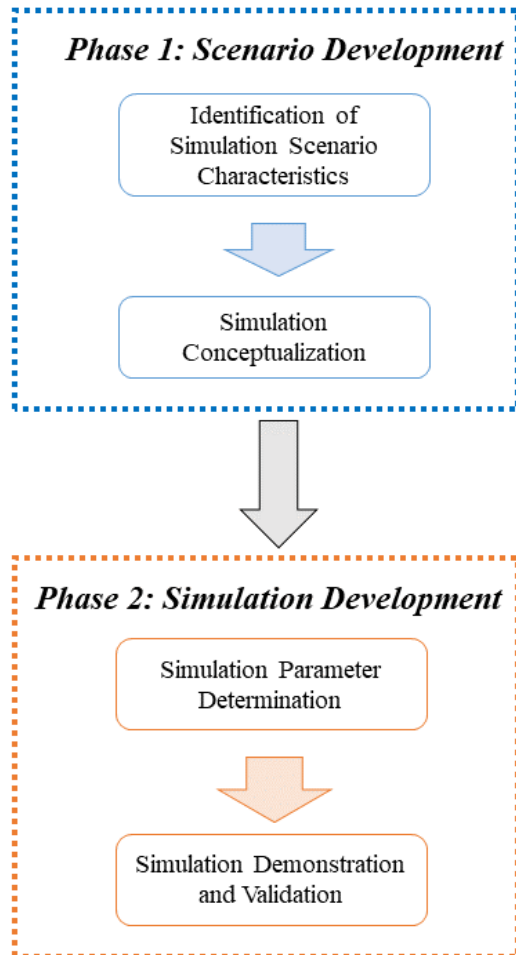 Phase 1: Scenario Development
Identification of
Simulation Scenario
Characteristics
Simulation
Conceptualization
Phase 2: Simulation Development
Simulation Parameter
Determination
Simulation Demonstration
and Validation